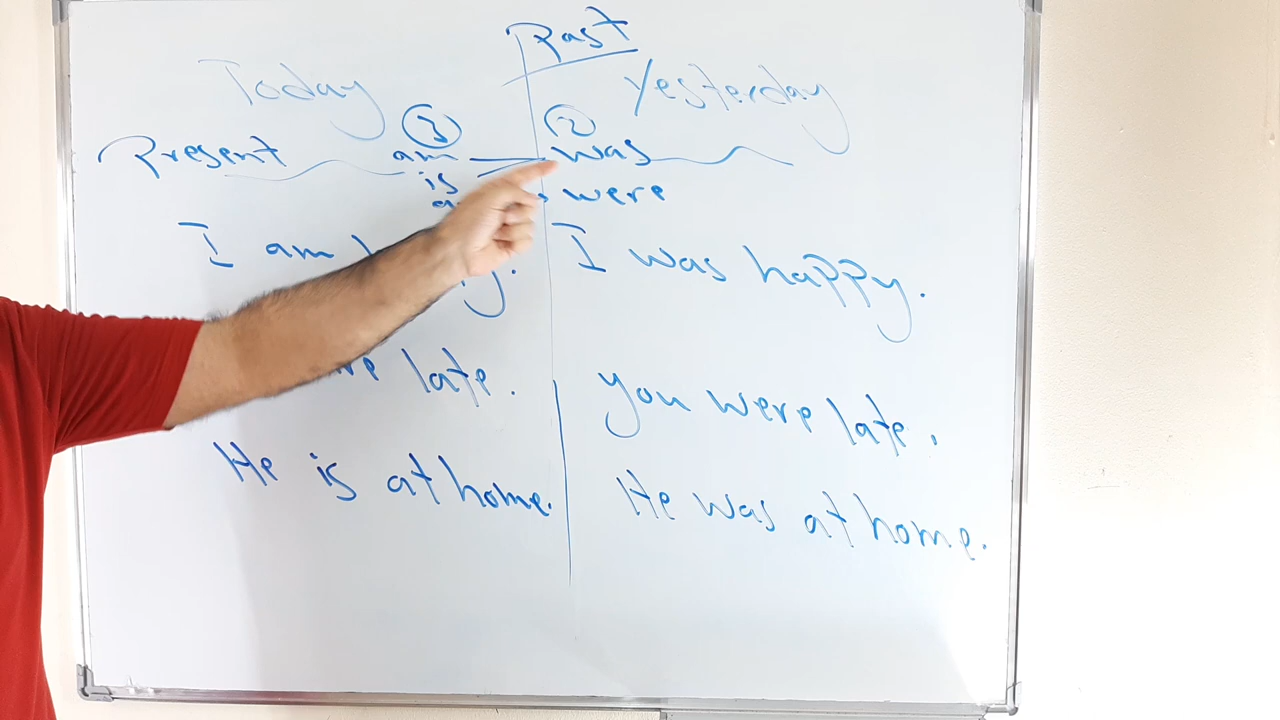 Past
Today Yesterday
3 2
Present am was
is were
I am I was happy.
late. you were late.
He is at home. He was at home.